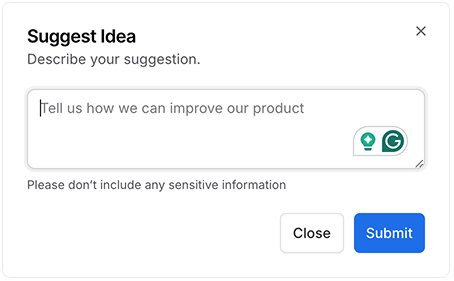 Suggest Idea
Describe your suggestion.
Tell us how we can improve our product
Please don’t include any sensitive information
Close
Submit